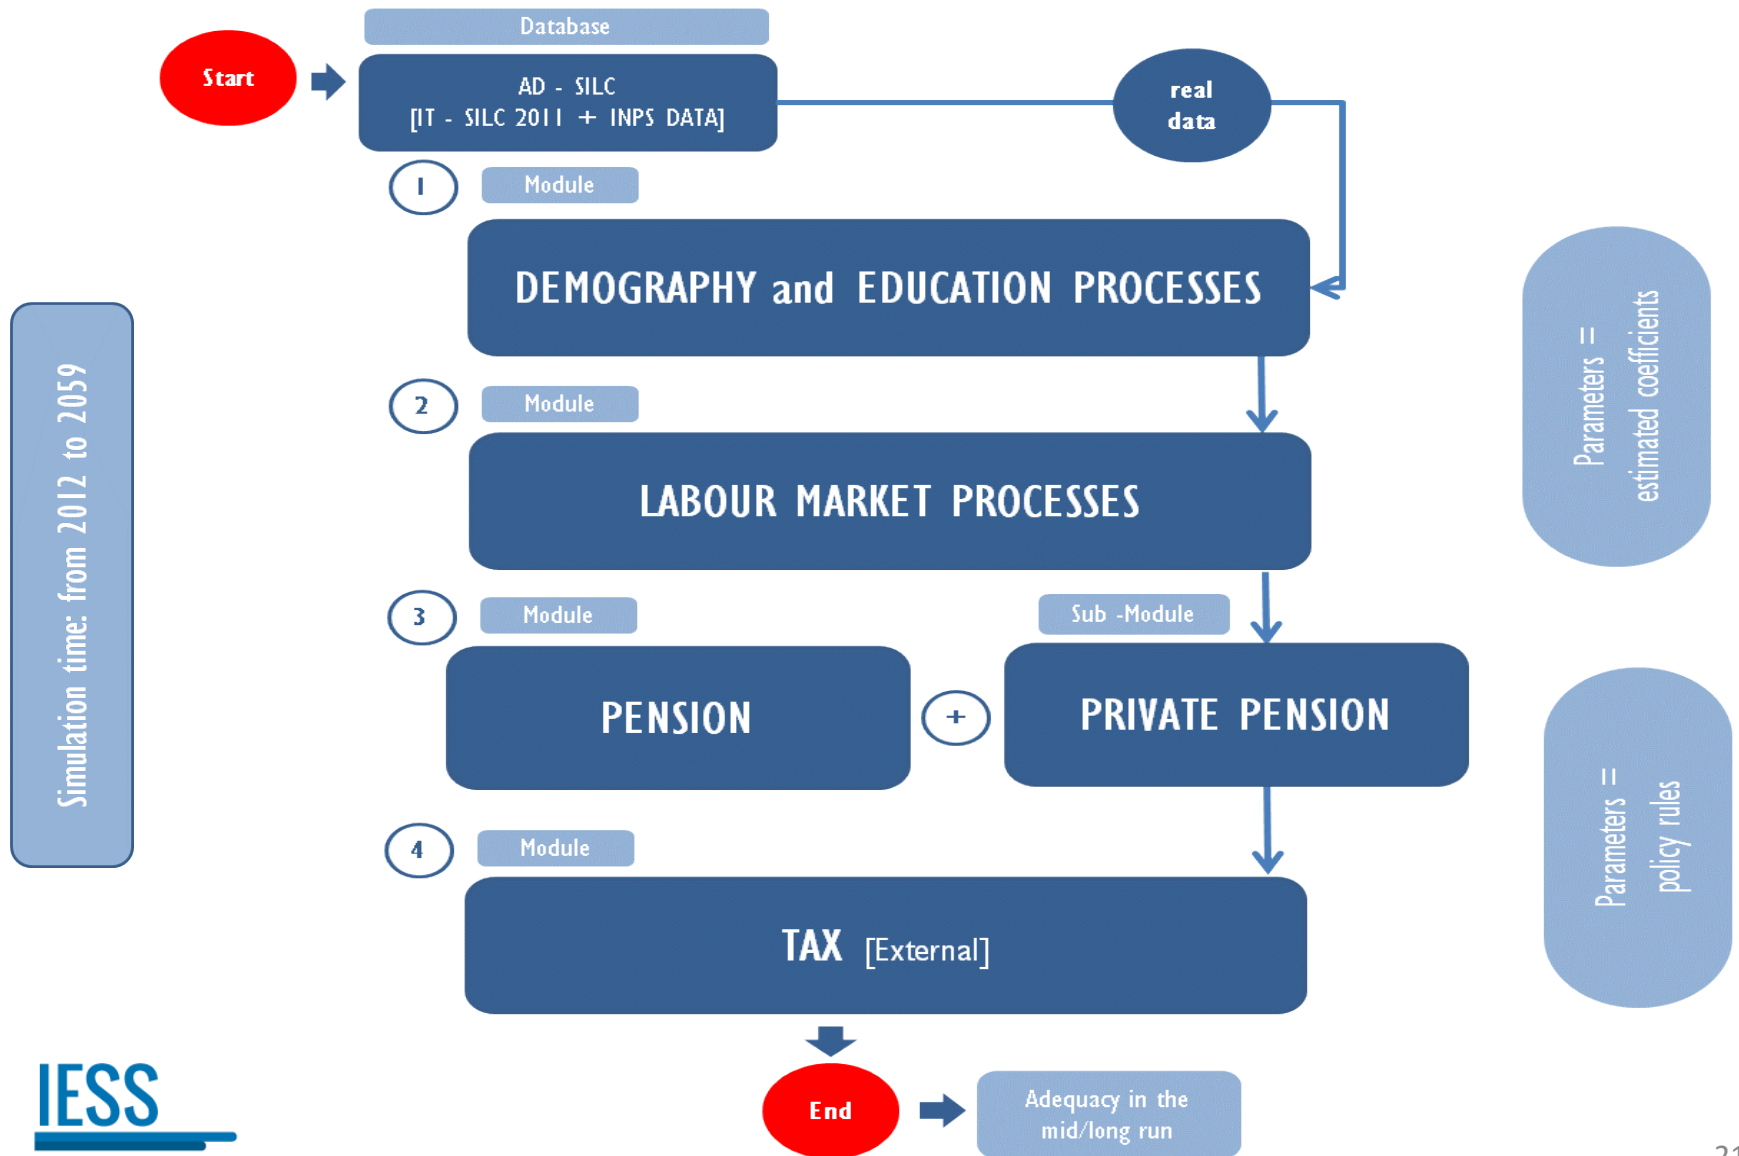 Database
Start
AD - SILC
[IT - SILC 2011 + INPS DATA]
real
data
1
Module
DEMOGRAPHY and EDUCATION PROCESSES
2
Module
LABOUR MARKET PROCESSES
3
Module
Sub -Module
PENSION
+
PRIVATE PENSION
4
Module
TAX [External]
End
Adequacy in the
mid/long run
Simulation time: from 2012 to 2059
Parameters =
estimated coefficients
Parameters =
policy rules
IESS
21